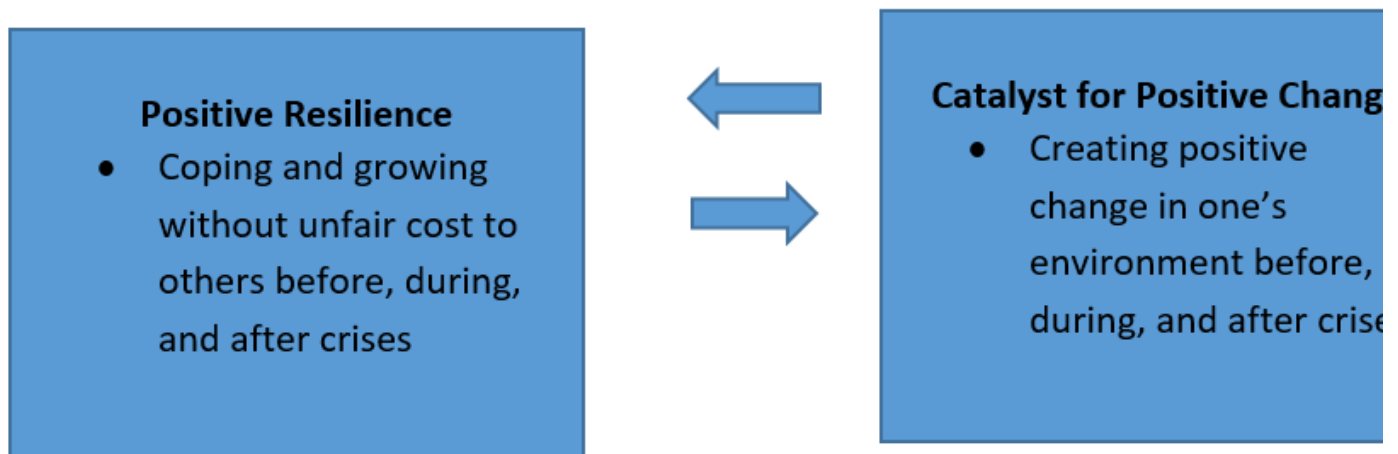 Positive Resilience
• Coping and growing
without unfair cost to
others before, during,
and after crises
Catalyst for Positive Chang
• Creating positive
change in one’s
environment before,
during, and after crise